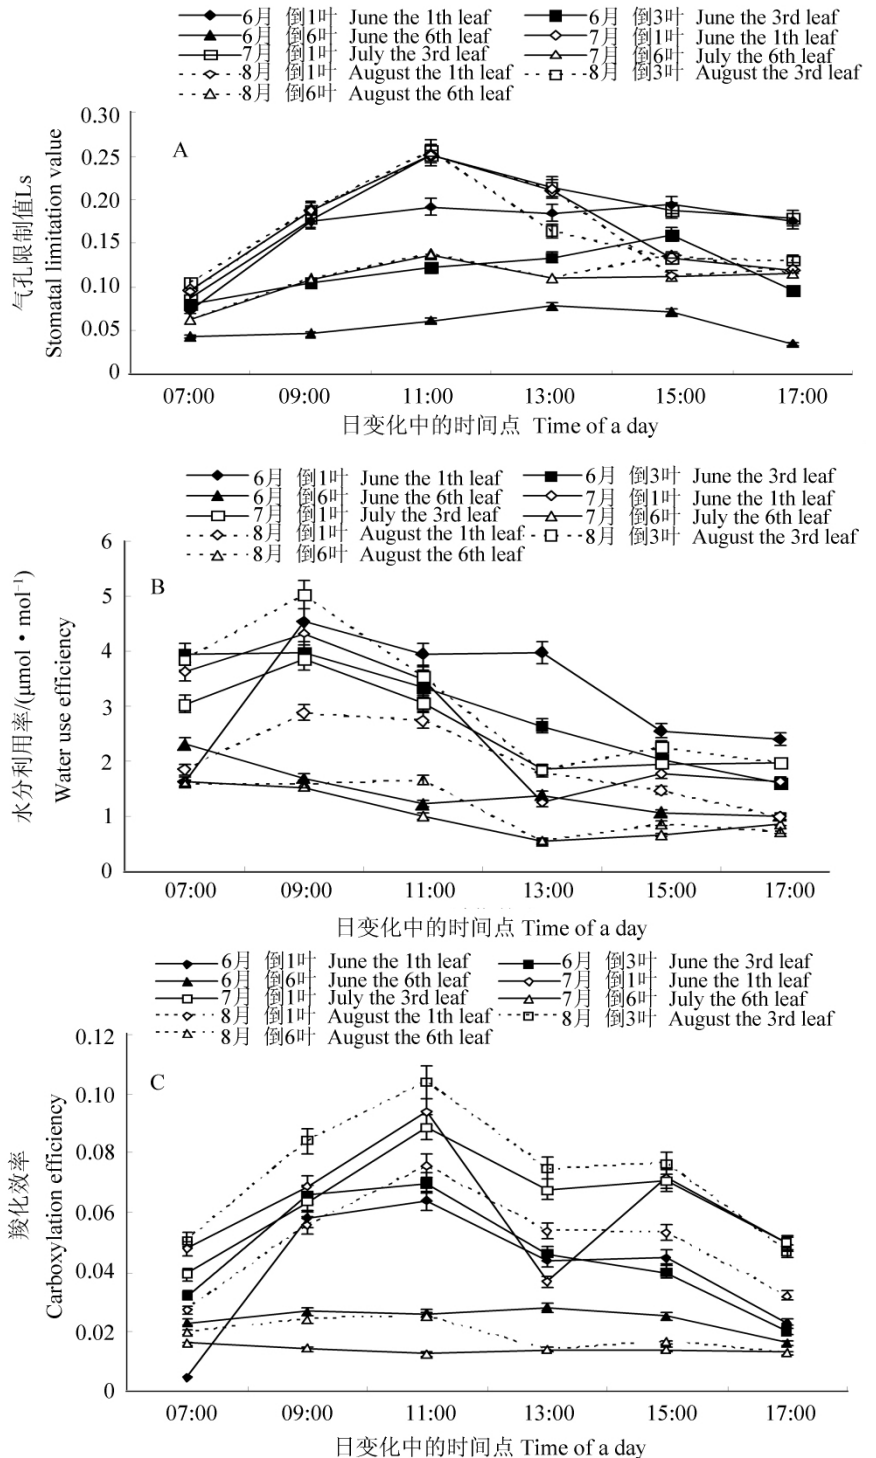 6月 倒1叶 June the 1th leaf 6月 倒3叶 June the 3rd leaf
6月 倒6叶 June the 6th leaf 7月 倒1叶 June the 1th leaf
7月 倒1叶 July the 3rd leaf 7月 倒6叶 July the 6th leaf
8月 倒1叶 August the 1th leaf 8月 倒3叶 August the 3rd leaf
8月 倒6叶 August the 6th leaf
气孔限制值Ls
Stomatal limitation value
A
0.30
0.25
0.20
0.15
0.10
0.05
0
07:00 09:00 11:00 13:00 15:00 17:00
日变化中的时间点 Time of a day
6月 倒1叶 June the 1th leaf 6月 倒3叶 June the 3rd leaf
6月 倒6叶 June the 6th leaf 7月 倒1叶 June the 1th leaf
7月 倒1叶 July the 3rd leaf 7月 倒6叶 July the 6th leaf
8月 倒1叶 August the 1th leaf 8月 倒3叶 August the 3rd leaf
8月 倒6叶 August the 6th leaf
水分利用率/(μmol·mol⁻¹)
Water use efficiency
B
6
5
4
3
2
1
0
07:00 09:00 11:00 13:00 15:00 17:00
日变化中的时间点 Time of a day
6月 倒1叶 June the 1th leaf 6月 倒3叶 June the 3rd leaf
6月 倒6叶 June the 6th leaf 7月 倒1叶 June the 1th leaf
7月 倒1叶 July the 3rd leaf 7月 倒6叶 July the 6th leaf
8月 倒1叶 August the 1th leaf 8月 倒3叶 August the 3rd leaf
8月 倒6叶 August the 6th leaf
羧化效率
Carboxylation efficiency
C
0.12
0.10
0.08
0.06
0.04
0.02
0
07:00 09:00 11:00 13:00 15:00 17:00
日变化中的时间点 Time of a day